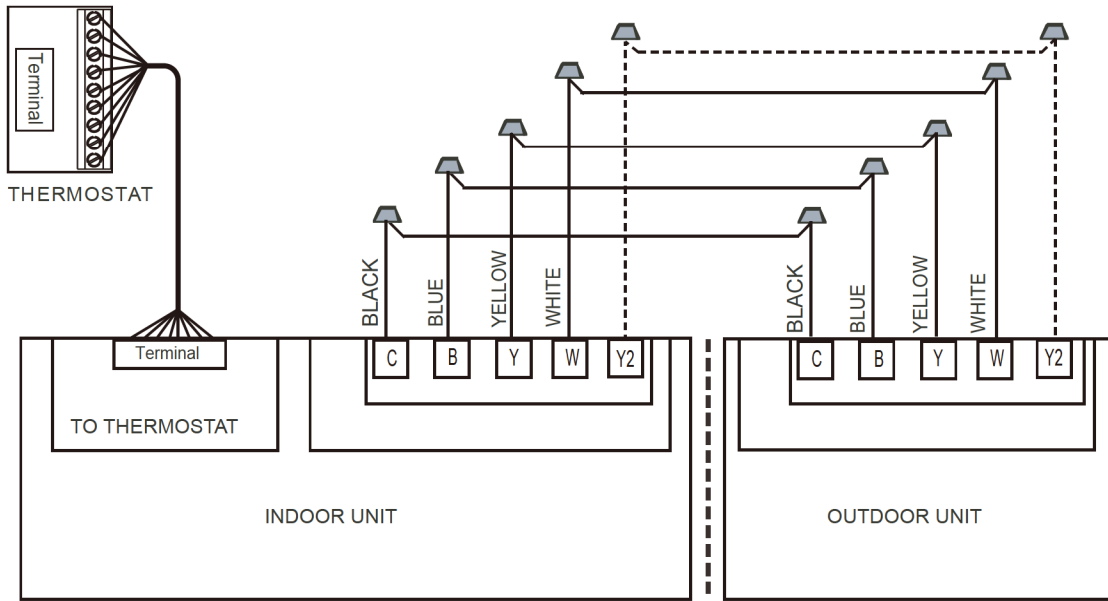 Terminal
THERMOSTAT
BLACK
BLUE
YELLOW
WHITE
BLACK
BLUE
YELLOW
WHITE
Terminal
C
B
Y
W
Y2
C
B
Y
W
Y2
TO THERMOSTAT
INDOOR UNIT
OUTDOOR UNIT